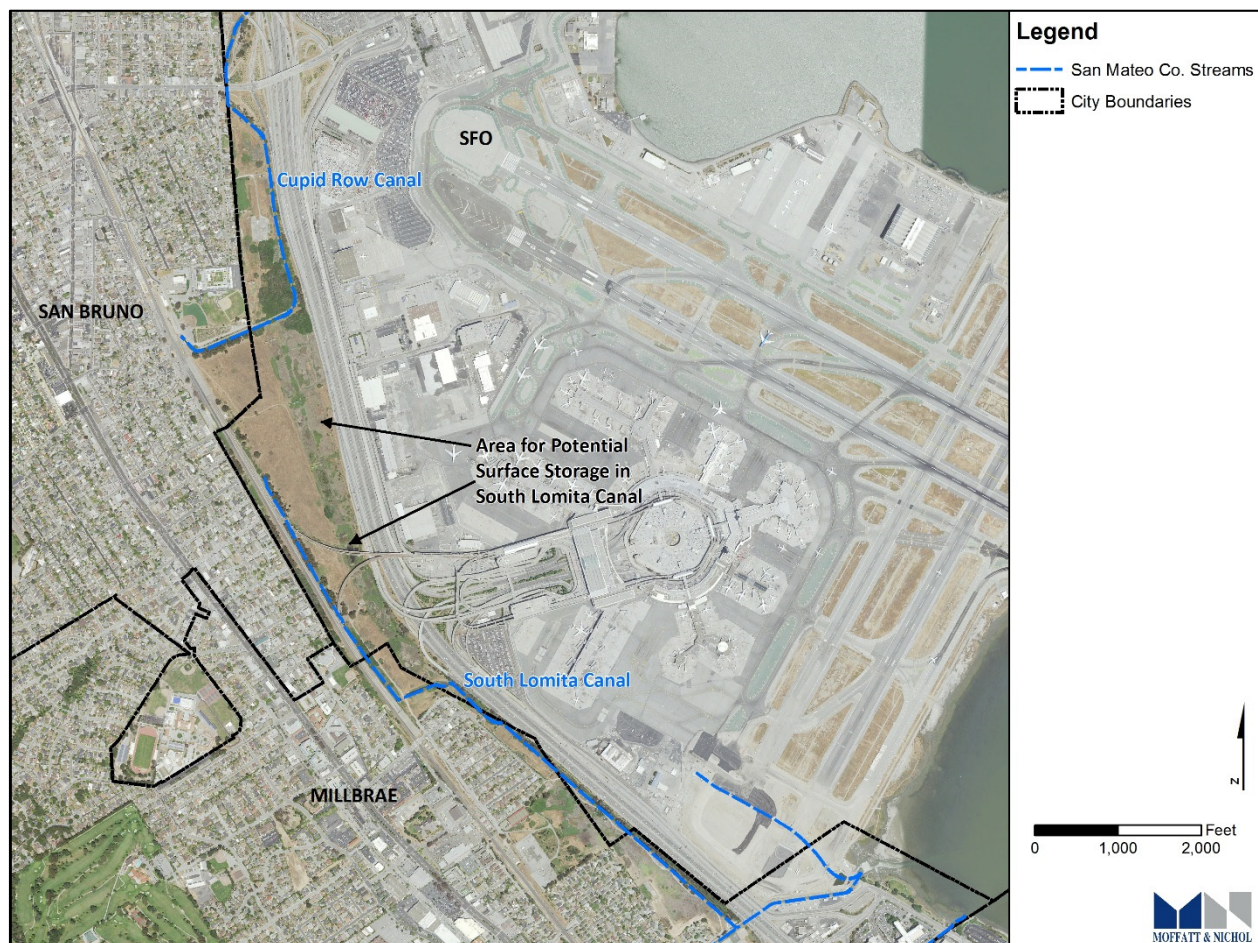 Legend
San Mateo Co. Streams
City Boundaries
SFO
Cupid Row Canal
SAN BRUNO
Area for Potential
Surface Storage in
South Lomita Canal
South Lomita Canal
MILLBRAE
N
Feet
0 1,000 2,000
MOFFATT & NICHOL